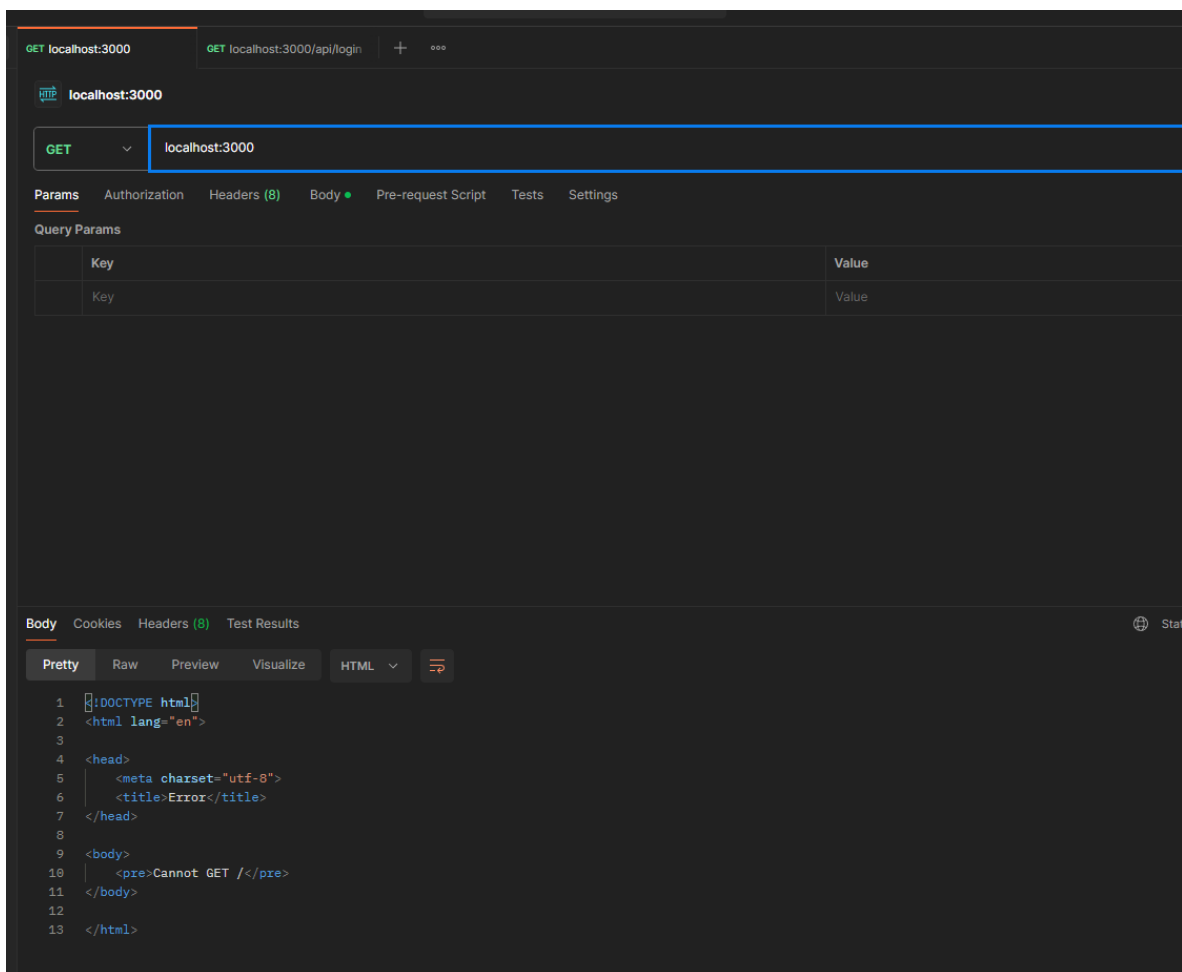 GET localhost:3000 GET localhost:3000/api/login
HTTP localhost:3000
GET localhost:3000
Params Authorization Headers (8) Body Pre-request Script Tests Settings
Query Params
Key Value
Key Value
Body Cookies Headers (8) Test Results Stat
Pretty Raw Preview Visualize HTML
1 <!DOCTYPE html>
2 <html lang="en">
3
4 <head>
5 <meta charset="utf-8">
6 <title>Error</title>
7 </head>
8
9 <body>
10 <pre>Cannot GET /</pre>
11 </body>
12
13 </html>